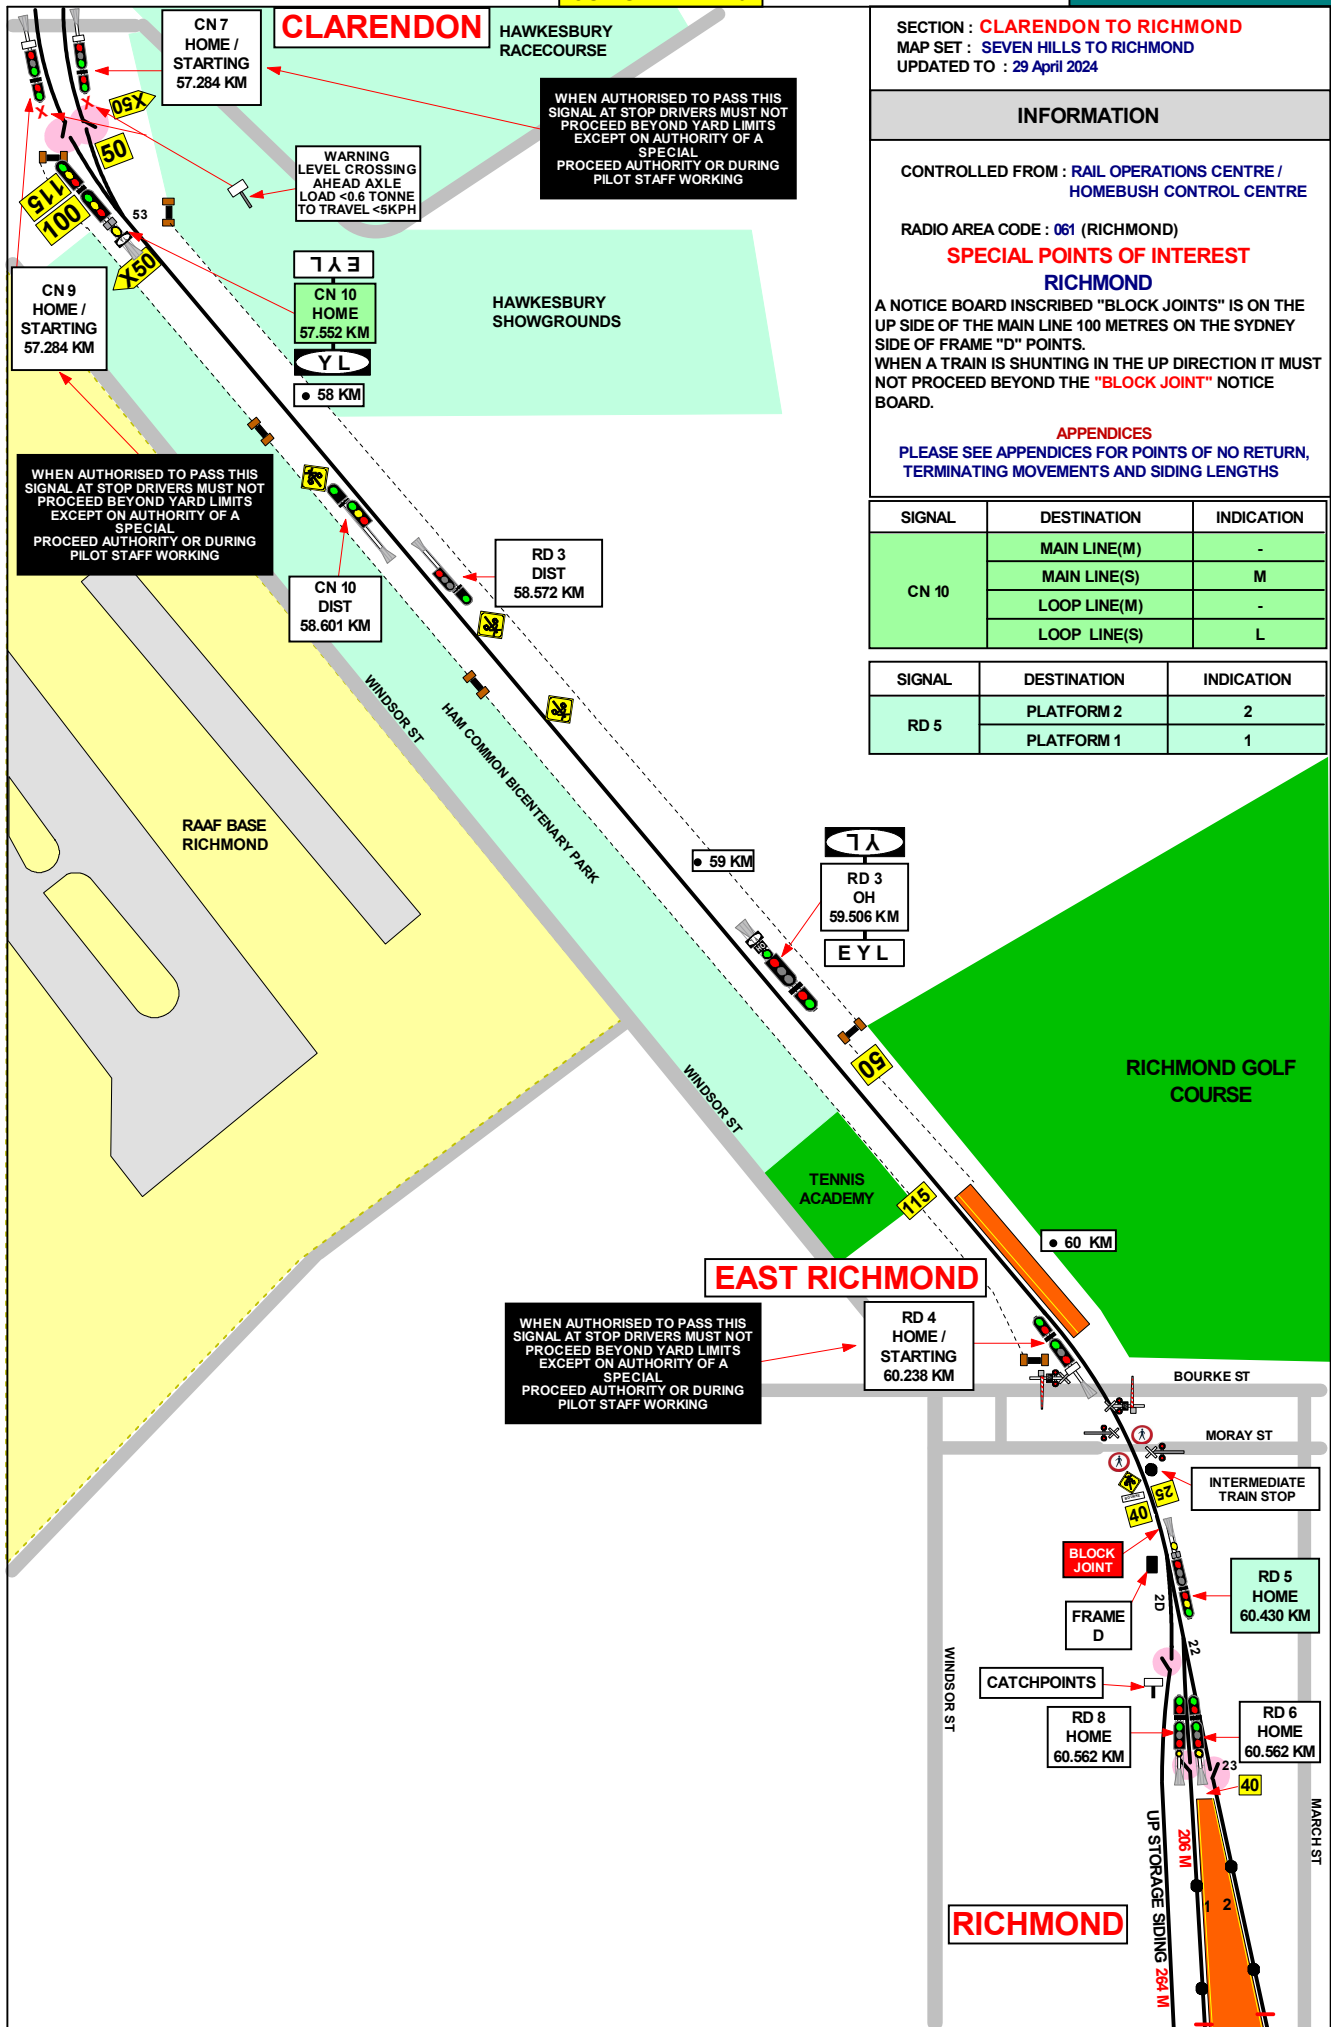 CLARENDON
HAWKESBURY
RACECOURSE
CN 7
HOME /
STARTING
57.284 KM
X50
50
WHEN AUTHORISED TO PASS THIS
SIGNAL AT STOP DRIVERS MUST NOT
PROCEED BEYOND YARD LIMITS
EXCEPT ON AUTHORITY OF A
SPECIAL
PROCEED AUTHORITY OR DURING
PILOT STAFF WORKING
WARNING
LEVEL CROSSING
AHEAD AXLE
LOAD <0.6 TONNE
TO TRAVEL <5KPH
115
100
53
X50
CN 9
HOME /
STARTING
57.284 KM
EYL
CN 10
HOME
57.552 KM
YL
58 KM
HAWKESBURY
SHOWGROUNDS
WHEN AUTHORISED TO PASS THIS
SIGNAL AT STOP DRIVERS MUST NOT
PROCEED BEYOND YARD LIMITS
EXCEPT ON AUTHORITY OF A
SPECIAL
PROCEED AUTHORITY OR DURING
PILOT STAFF WORKING
CN 10
DIST
58.601 KM
RD 3
DIST
58.572 KM
WINDSOR ST
HAM COMMON BICENTENARY PARK
RAAF BASE
RICHMOND
59 KM
YL
RD 3
OH
59.506 KM
E Y L
50
WINDSOR ST
TENNIS
ACADEMY
115
RICHMOND GOLF
COURSE
60 KM
EAST RICHMOND
WHEN AUTHORISED TO PASS THIS
SIGNAL AT STOP DRIVERS MUST NOT
PROCEED BEYOND YARD LIMITS
EXCEPT ON AUTHORITY OF A
SPECIAL
PROCEED AUTHORITY OR DURING
PILOT STAFF WORKING
RD 4
HOME /
STARTING
60.238 KM
BOURKE ST
MORAY ST
INTERMEDIATE
TRAIN STOP
25
40
BLOCK
JOINT
FRAME
D
2D
22
RD 5
HOME
60.430 KM
WINDSOR ST
CATCHPOINTS
RD 8
HOME
60.562 KM
RD 6
HOME
60.562 KM
23
40
MARCH ST
UP STORAGE SIDING 264 M
206 M
1
2
RICHMOND
SECTION : CLARENDON TO RICHMOND
MAP SET : SEVEN HILLS TO RICHMOND
UPDATED TO : 29 April 2024
INFORMATION
CONTROLLED FROM : RAIL OPERATIONS CENTRE /
HOMEBUSH CONTROL CENTRE
RADIO AREA CODE : 061 (RICHMOND)
SPECIAL POINTS OF INTEREST
RICHMOND
A NOTICE BOARD INSCRIBED "BLOCK JOINTS" IS ON THE
UP SIDE OF THE MAIN LINE 100 METRES ON THE SYDNEY
SIDE OF FRAME "D" POINTS.
WHEN A TRAIN IS SHUNTING IN THE UP DIRECTION IT MUST
NOT PROCEED BEYOND THE "BLOCK JOINT" NOTICE
BOARD.
APPENDICES
PLEASE SEE APPENDICES FOR POINTS OF NO RETURN,
TERMINATING MOVEMENTS AND SIDING LENGTHS
SIGNAL DESTINATION INDICATION
CN 10
MAIN LINE(M) -
MAIN LINE(S) M
LOOP LINE(M) -
LOOP LINE(S) L
SIGNAL DESTINATION INDICATION
RD 5
PLATFORM 2 2
PLATFORM 1 1